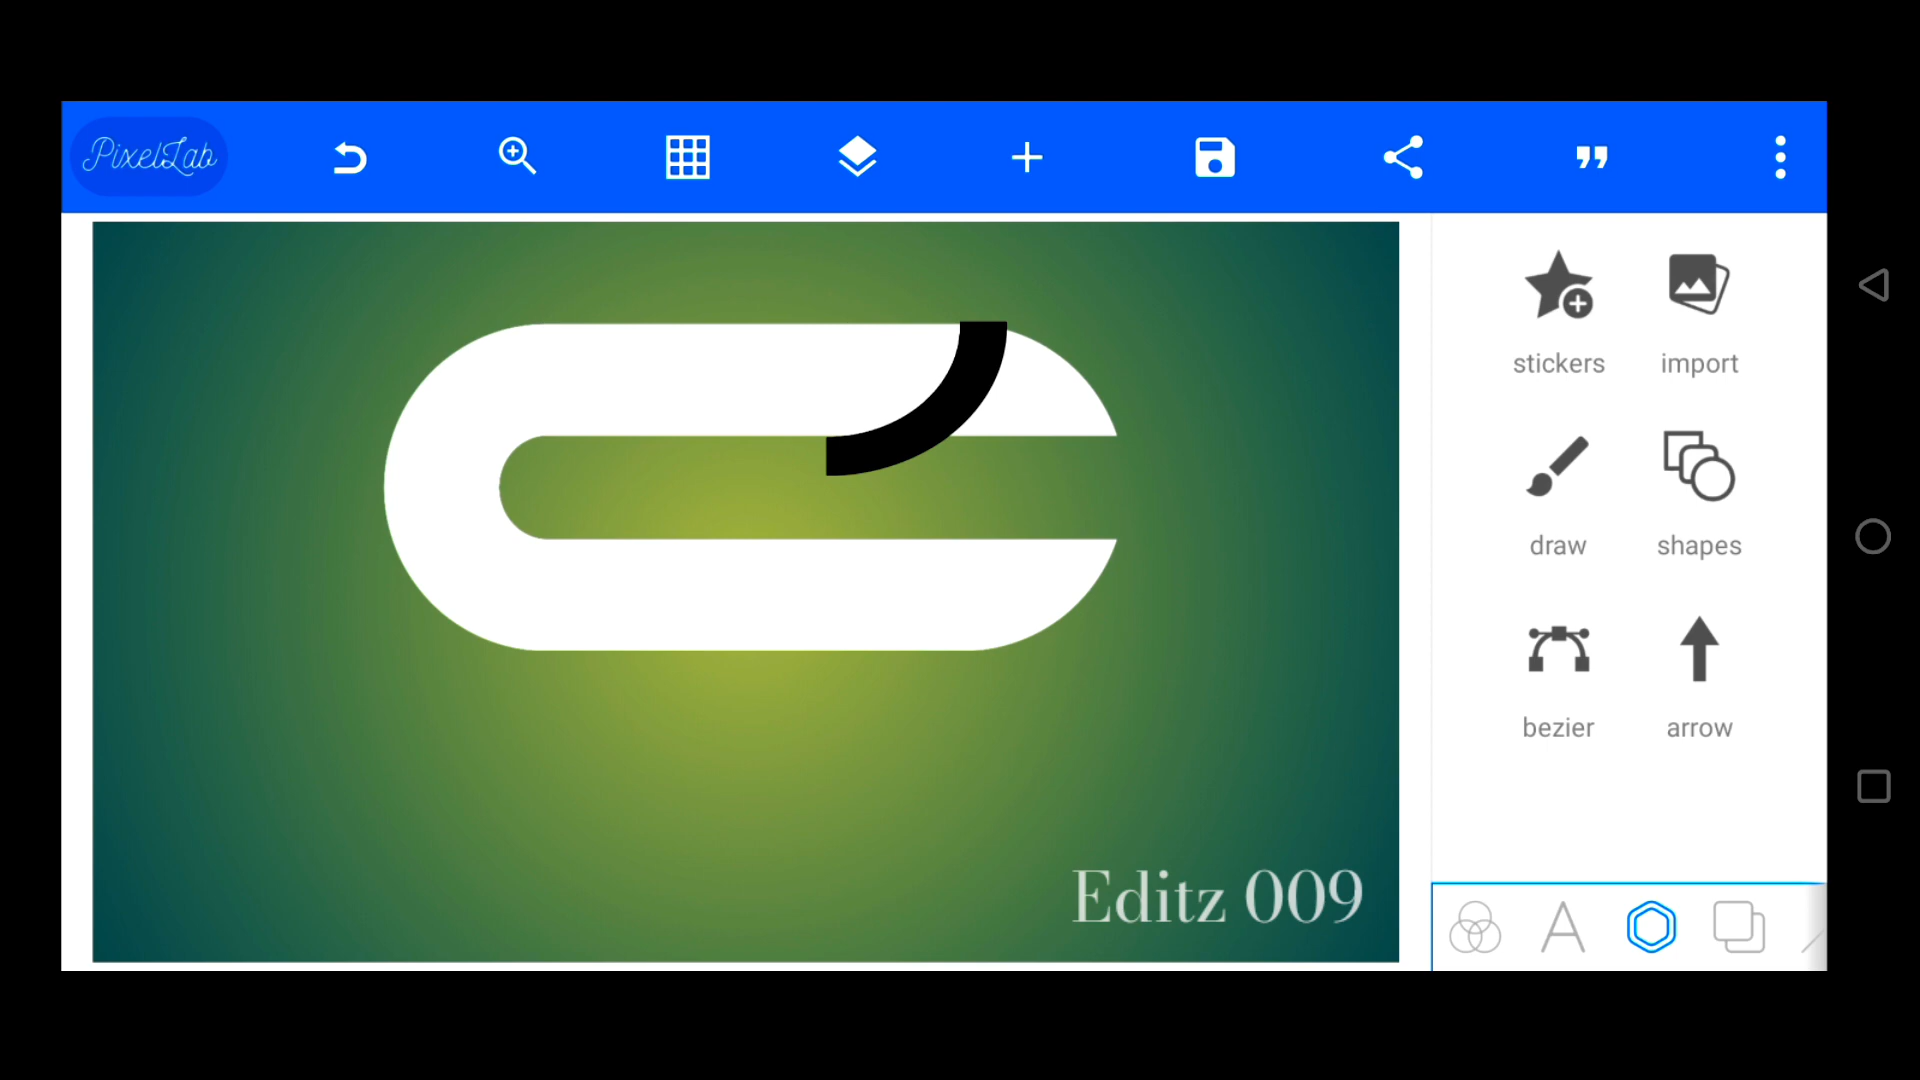 PixelLab
stickers import
draw shapes
bezier arrow
Editz 009